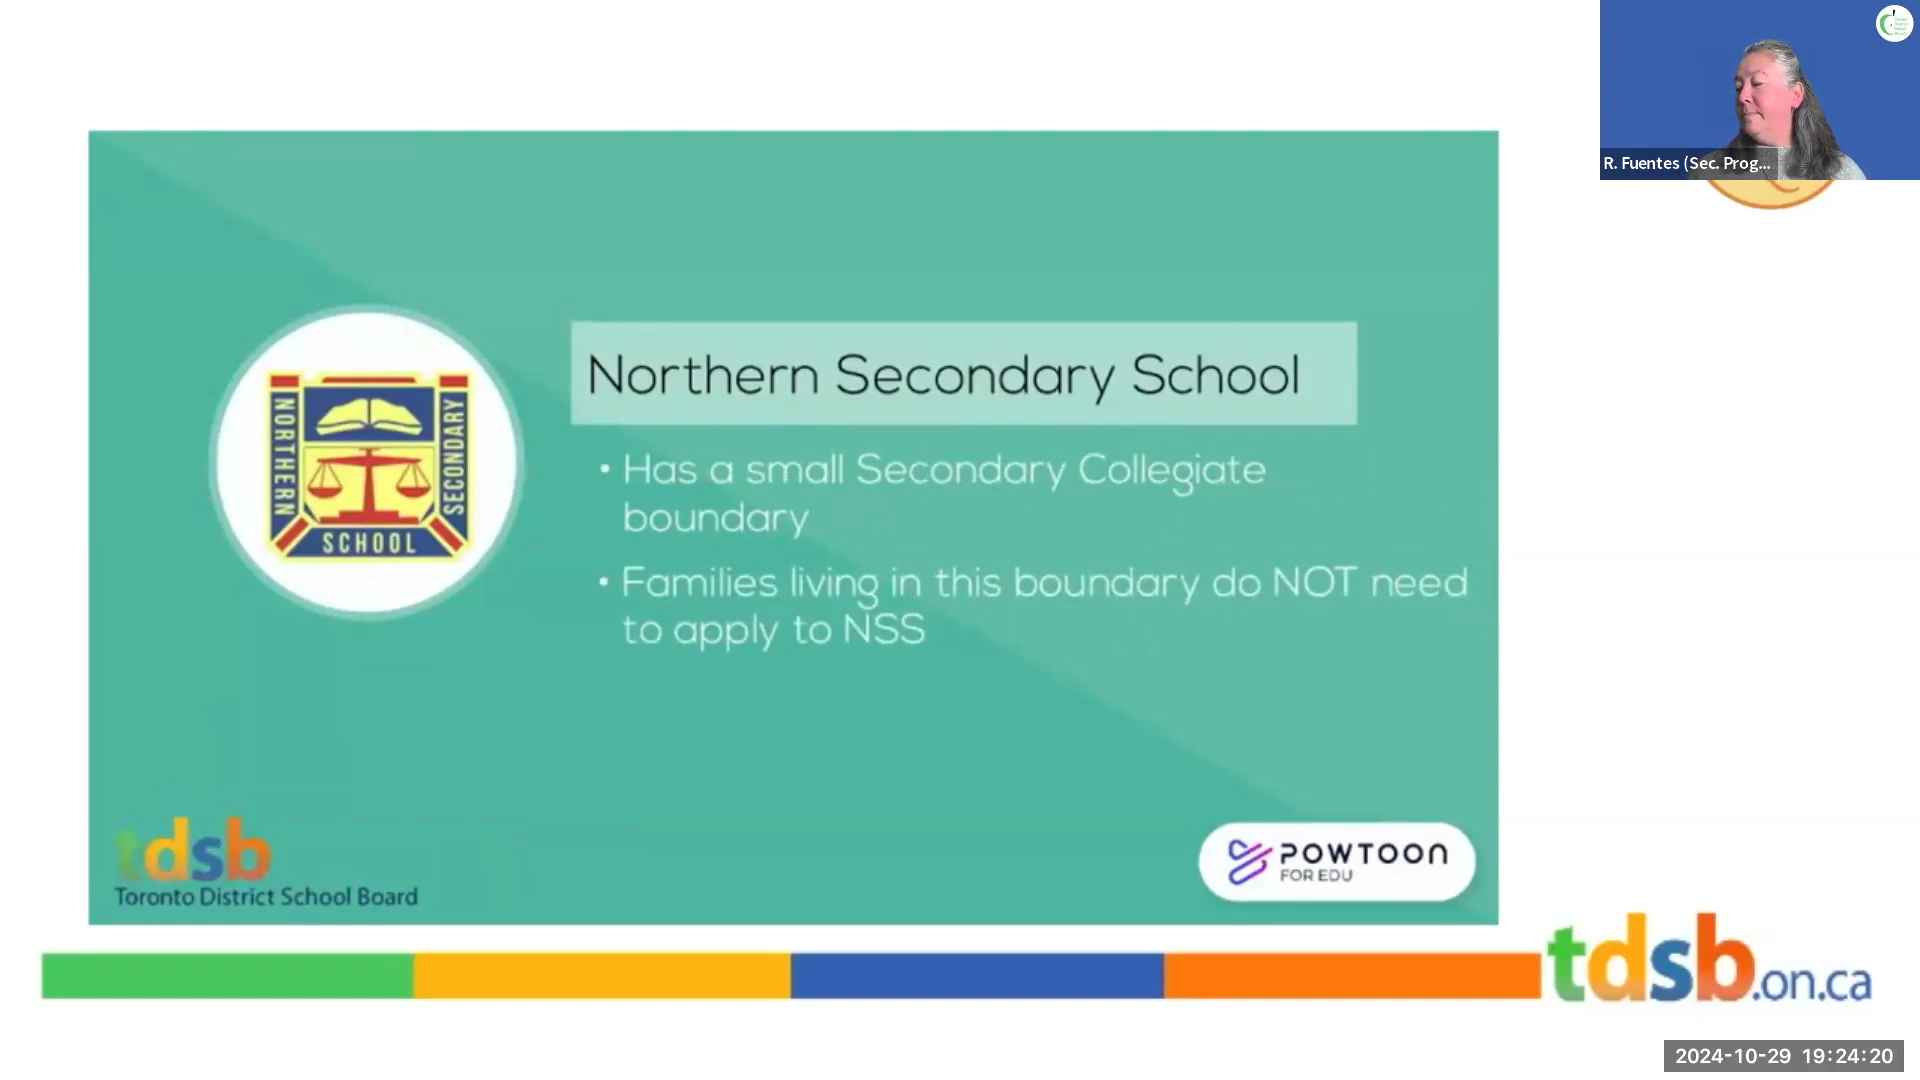 R. Fuentes (Sec. Prog...
NORTHERN
SECONDARY
SCHOOL
Northern Secondary School
• Has a small Secondary Collegiate
boundary
• Families living in this boundary do NOT need
to apply to NSS
tdsb
Toronto District School Board
POWTOON
FOR EDU
tdsb.on.ca
2024-10-29 19:24:20